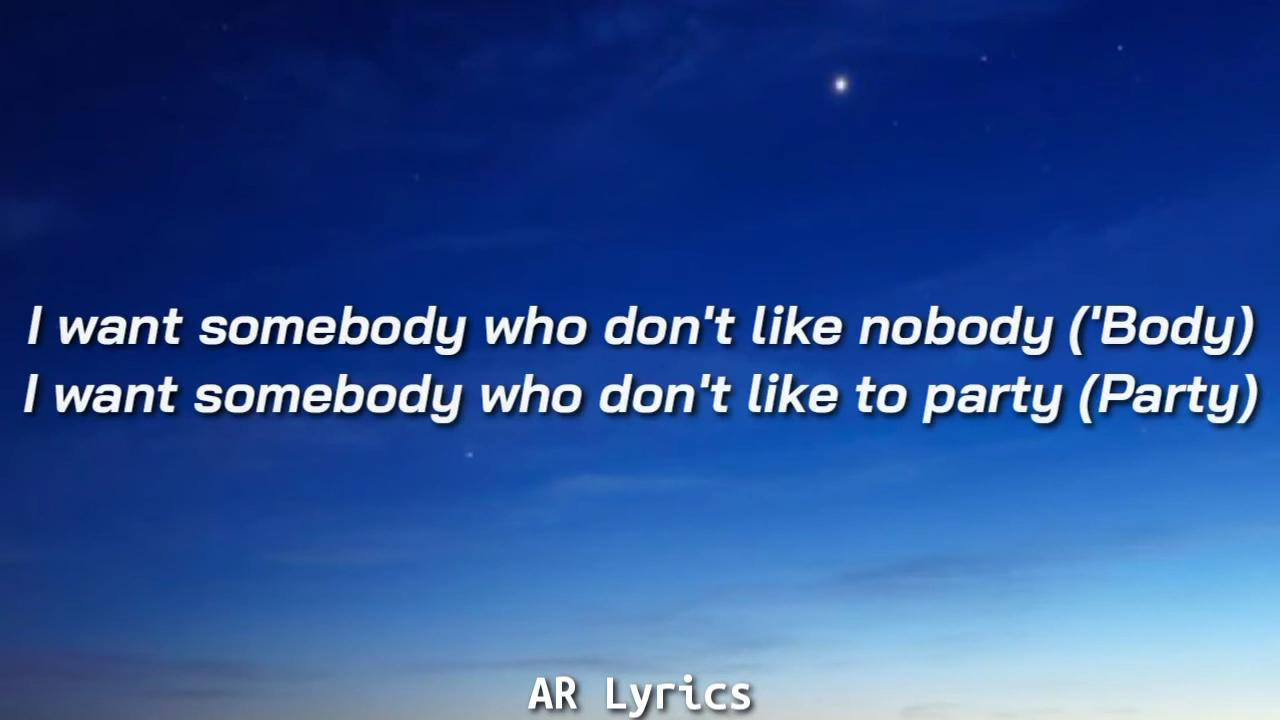 I want somebody who don't like nobody ('Body)
I want somebody who don't like to party (Party)
AR Lyrics